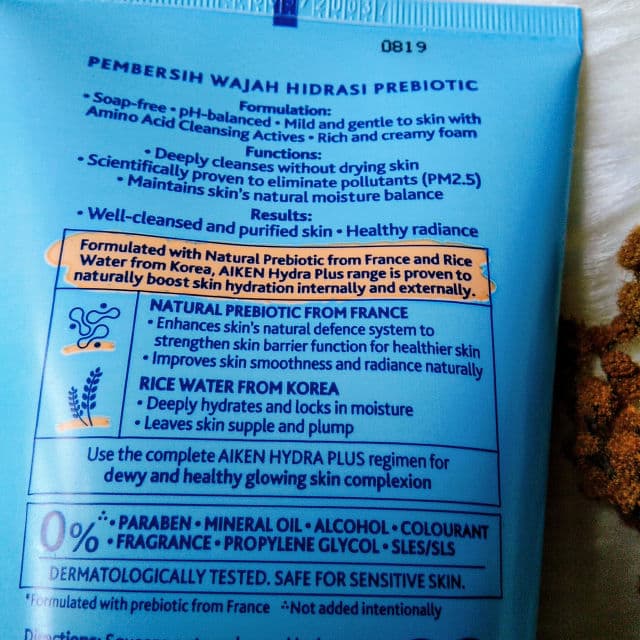 0819
PEMBERSIH WAJAH HIDRASI PREBIOTIC
Formulation:
• Soap-free • pH-balanced • Mild and gentle to skin with
Amino Acid Cleansing Actives • Rich and creamy foam
Functions:
• Deeply cleanses without drying skin
• Scientifically proven to eliminate pollutants (PM2.5)
• Maintains skin's natural moisture balance
Results:
• Well-cleansed and purified skin • Healthy radiance
Formulated with Natural Prebiotic from France and Rice
Water from Korea, AIKEN Hydra Plus range is proven to
naturally boost skin hydration internally and externally.
NATURAL PREBIOTIC FROM FRANCE
• Enhances skin's natural defence system to
strengthen skin barrier function for healthier skin
• Improves skin smoothness and radiance naturally
RICE WATER FROM KOREA
• Deeply hydrates and locks in moisture
• Leaves skin supple and plump
Use the complete AIKEN HYDRA PLUS regimen for
dewy and healthy glowing skin complexion
0%∴ • PARABEN • MINERAL OIL • ALCOHOL • COLOURANT
• FRAGRANCE • PROPYLENE GLYCOL • SLES/SLS
DERMATOLOGICALLY TESTED. SAFE FOR SENSITIVE SKIN.
*Formulated with prebiotic from France ∴Not added intentionally
Directions: Squeeze